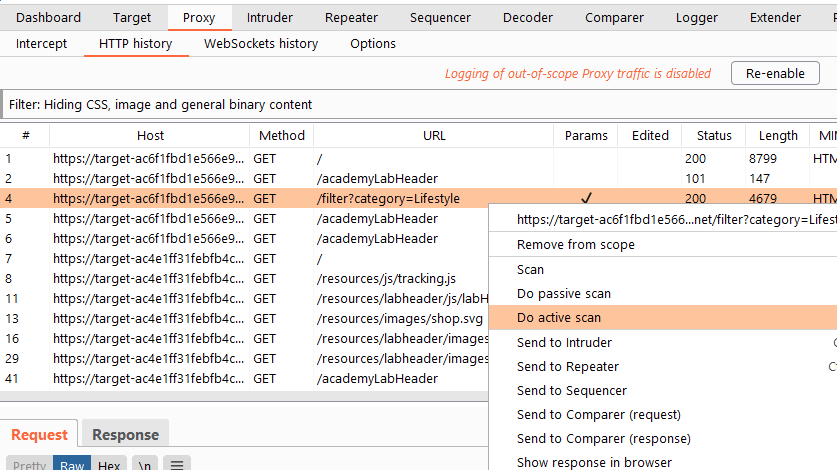 Dashboard Target Proxy Intruder Repeater Sequencer Decoder Comparer Logger Extender
Intercept HTTP history WebSockets history Options
Logging of out-of-scope Proxy traffic is disabled Re-enable
Filter: Hiding CSS, image and general binary content
# Host Method URL Params Edited Status Length MIM
1 https://target-ac6f1fbd1e566e9... GET / 200 8799 HTM
2 https://target-ac6f1fbd1e566e9... GET /academyLabHeader 101 147
4 https://target-ac6f1fbd1e566e9... GET /filter?category=Lifestyle ✓ 200 4679 HTM
5 https://target-ac6f1fbd1e566e9... GET /academyLabHeader
6 https://target-ac6f1fbd1e566e9... GET /academyLabHeader
7 https://target-ac4e1ff31febfb4c... GET /
8 https://target-ac4e1ff31febfb4c... GET /resources/js/tracking.js
11 https://target-ac4e1ff31febfb4c... GET /resources/labheader/js/labH
13 https://target-ac4e1ff31febfb4c... GET /resources/images/shop.svg
16 https://target-ac4e1ff31febfb4c... GET /resources/labheader/images
29 https://target-ac4e1ff31febfb4c... GET /resources/labheader/images
41 https://target-ac4e1ff31febfb4c... GET /academyLabHeader
https://target-ac6f1fbd1e566...net/filter?category=Lifest
Remove from scope
Scan
Do passive scan
Do active scan
Send to Intruder
Send to Repeater
Send to Sequencer
Send to Comparer (request)
Send to Comparer (response)
Show response in browser
Request Response
Pretty Raw Hex \n